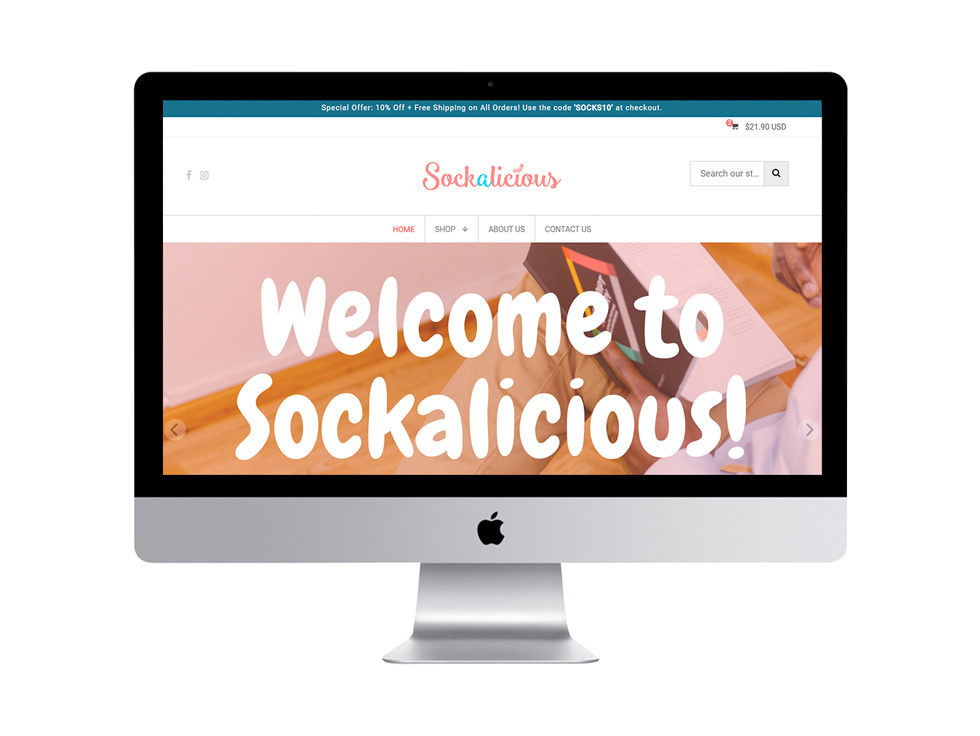 Special Offer: 10% Off + Free Shipping on All Orders! Use the code 'SOCKS10' at checkout.
2 $21.90 USD
Sockalicious
Search our st...
HOME SHOP ABOUT US CONTACT US
Welcome to
Sockalicious!